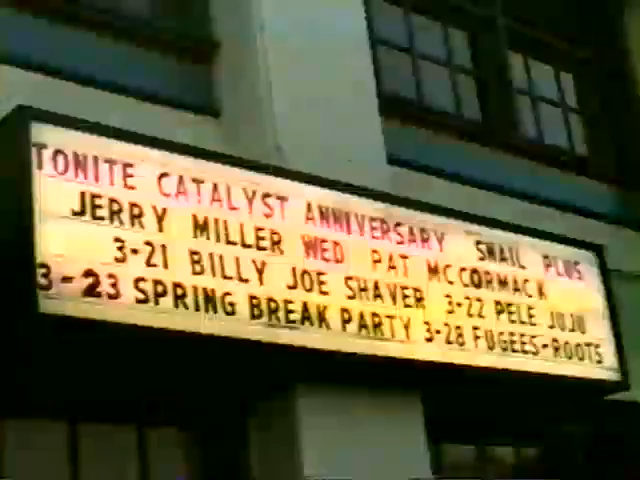 TONITE CATALYST ANNIVERSARY SNAIL PLUS
JERRY MILLER WED PAT MCCORMACK
3-21 BILLY JOE SHAVER 3-22 PELE JUJU
3-23 SPRING BREAK PARTY 3-28 FUGEES-ROOTS